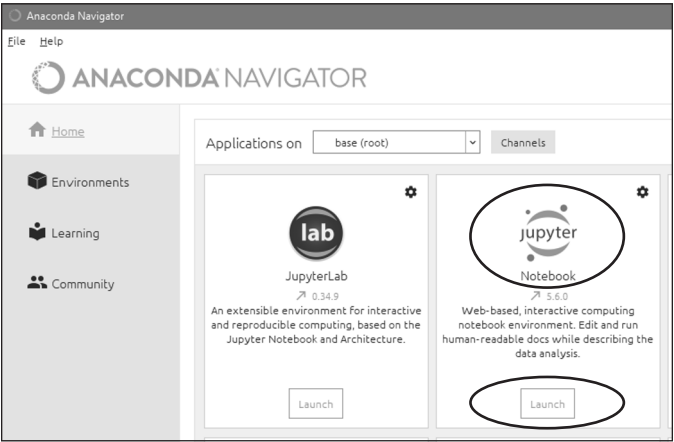 Anaconda Navigator
File Help
ANACONDA NAVIGATOR
Home
Applications on base (root) Channels
Environments
Learning
Community
lab
JupyterLab
0.34.9
An extensible environment for interactive
and reproducible computing, based on the
Jupyter Notebook and Architecture.
Launch
jupyter
Notebook
5.6.0
Web-based, interactive computing
notebook environment. Edit and run
human-readable docs while describing the
data analysis.
Launch